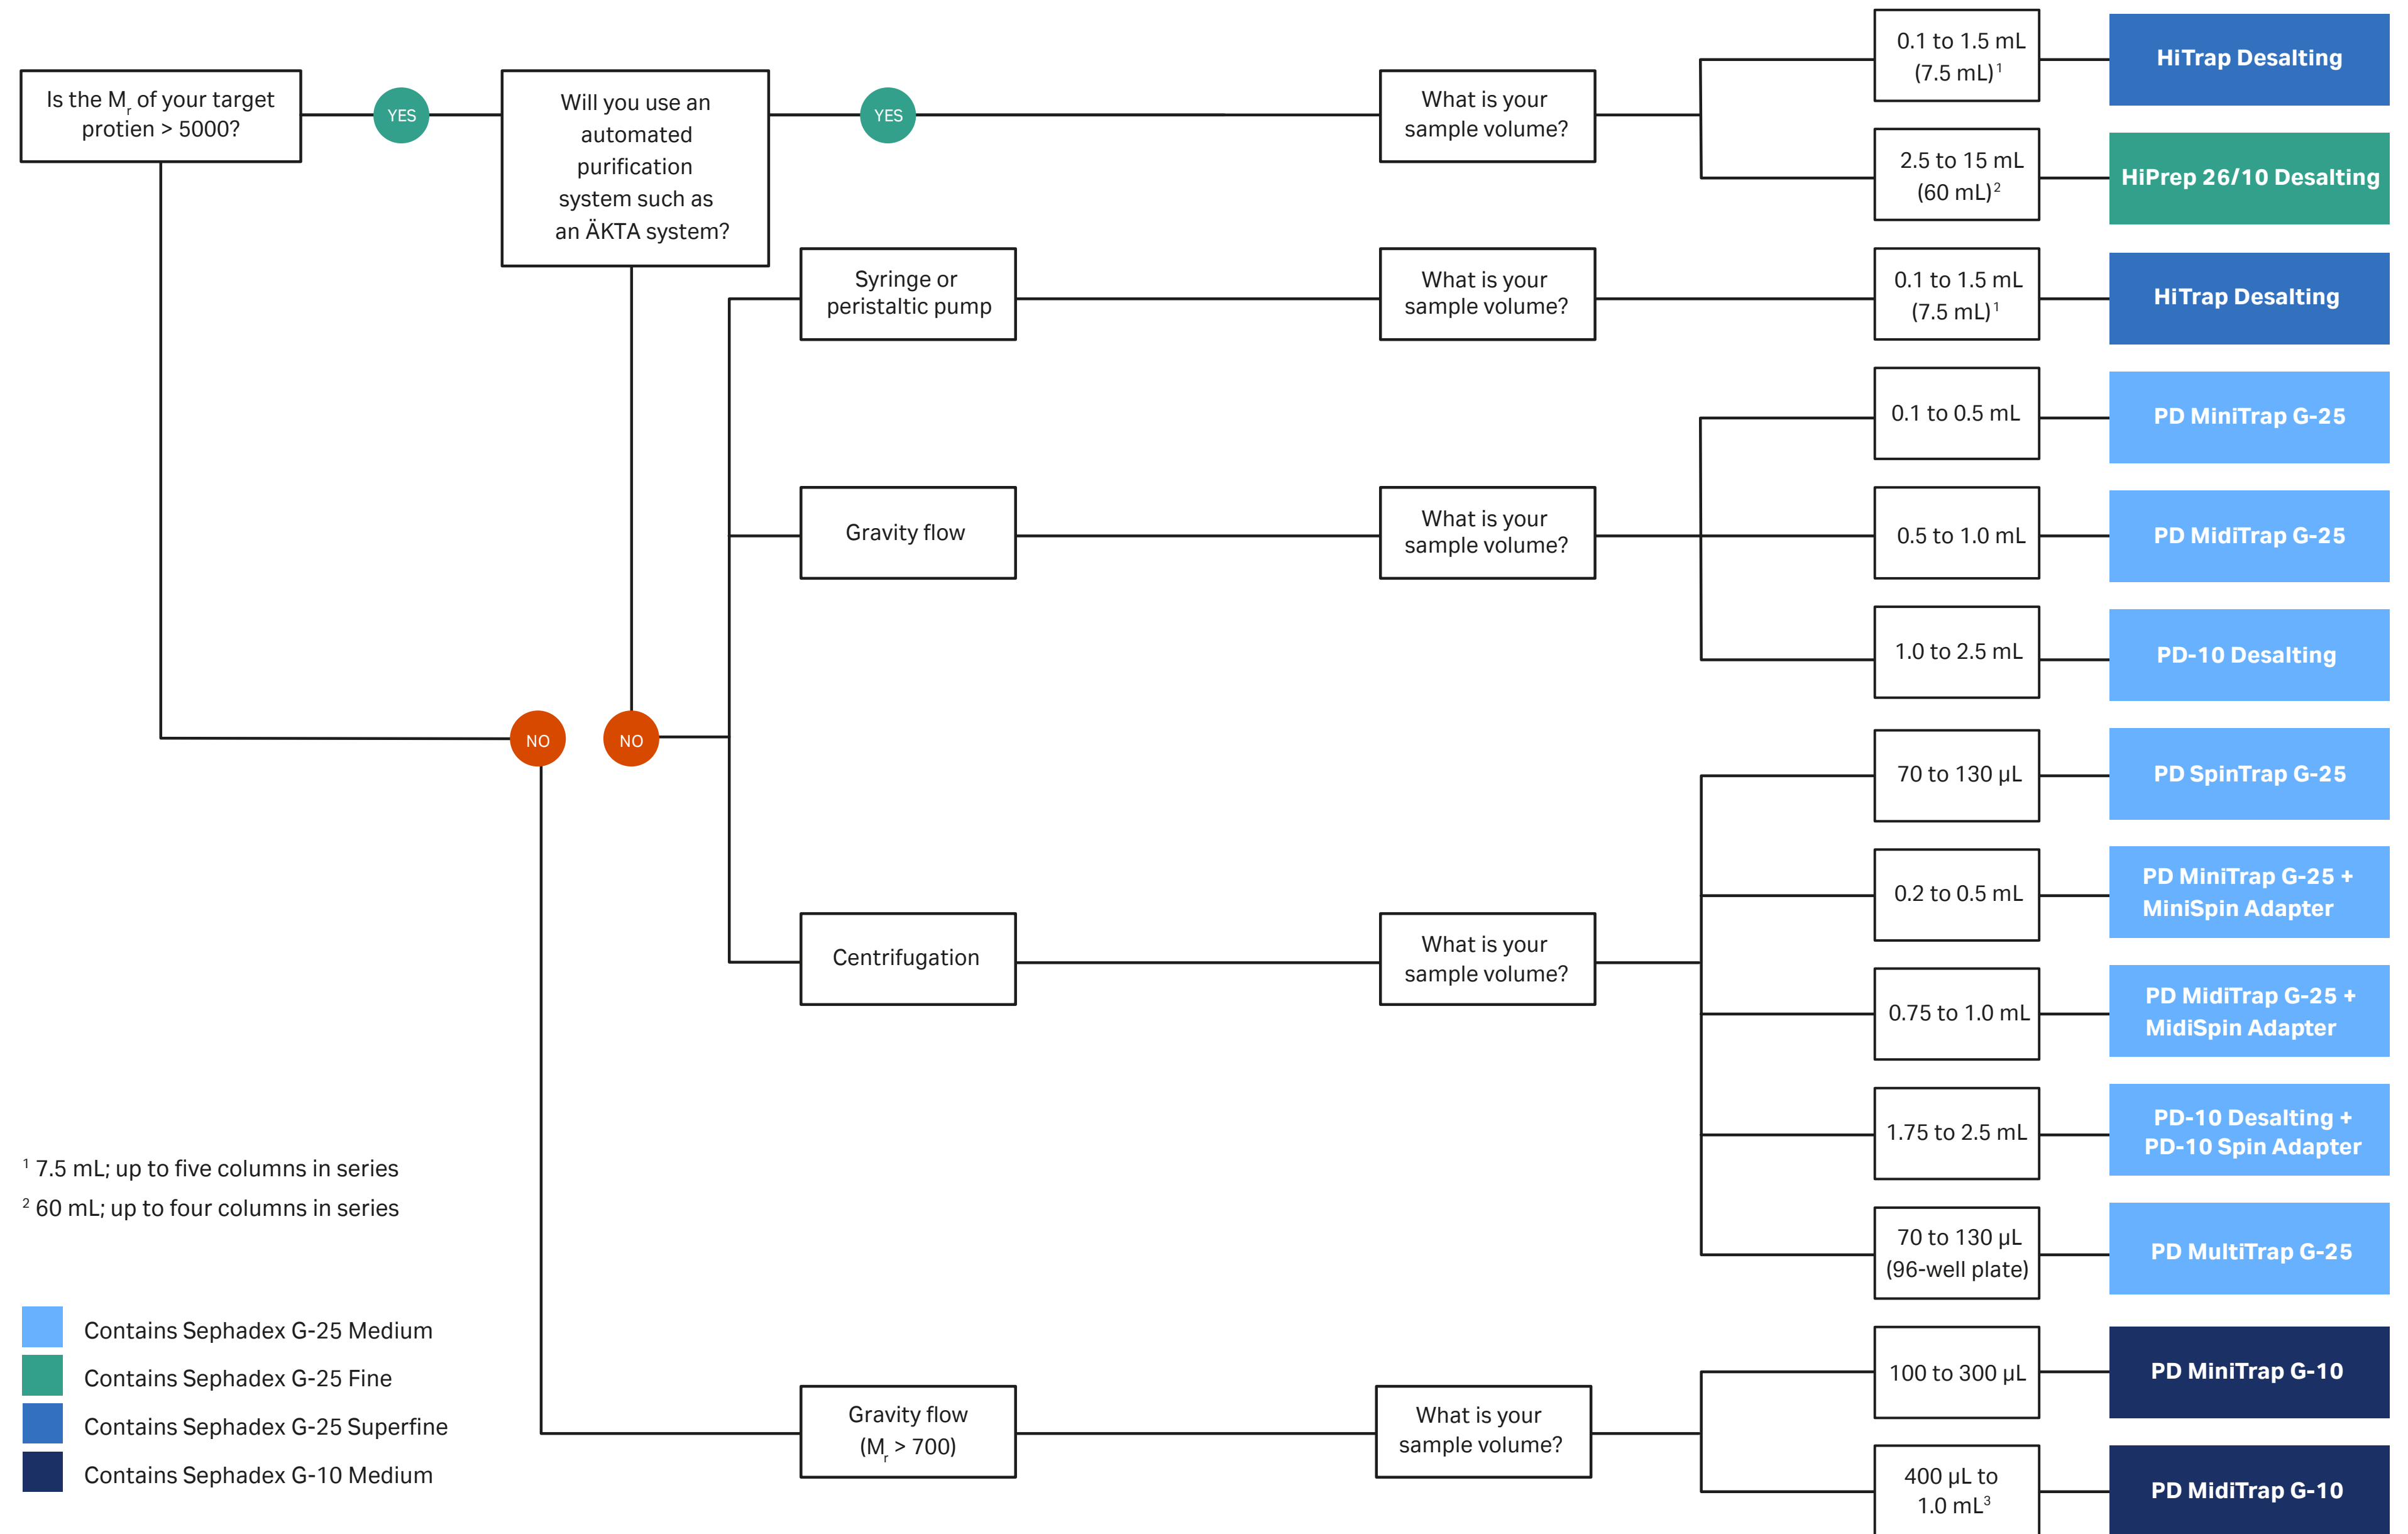 Is the Mr of your target
protien > 5000?
YES
Will you use an
automated
purification
system such as
an ÄKTA system?
YES
What is your
sample volume?
0.1 to 1.5 mL
(7.5 mL)1
HiTrap Desalting
2.5 to 15 mL
(60 mL)2
HiPrep 26/10 Desalting
Syringe or
peristaltic pump
What is your
sample volume?
0.1 to 1.5 mL
(7.5 mL)1
HiTrap Desalting
Gravity flow
What is your
sample volume?
0.1 to 0.5 mL
PD MiniTrap G-25
0.5 to 1.0 mL
PD MidiTrap G-25
1.0 to 2.5 mL
PD-10 Desalting
NO
NO
Centrifugation
What is your
sample volume?
70 to 130 µL
PD SpinTrap G-25
0.2 to 0.5 mL
PD MiniTrap G-25 +
MiniSpin Adapter
0.75 to 1.0 mL
PD MidiTrap G-25 +
MidiSpin Adapter
1.75 to 2.5 mL
PD-10 Desalting +
PD-10 Spin Adapter
70 to 130 µL
(96-well plate)
PD MultiTrap G-25
Gravity flow
(Mr > 700)
What is your
sample volume?
100 to 300 µL
PD MiniTrap G-10
400 µL to
1.0 mL3
PD MidiTrap G-10
1 7.5 mL; up to five columns in series
2 60 mL; up to four columns in series
Contains Sephadex G-25 Medium
Contains Sephadex G-25 Fine
Contains Sephadex G-25 Superfine
Contains Sephadex G-10 Medium